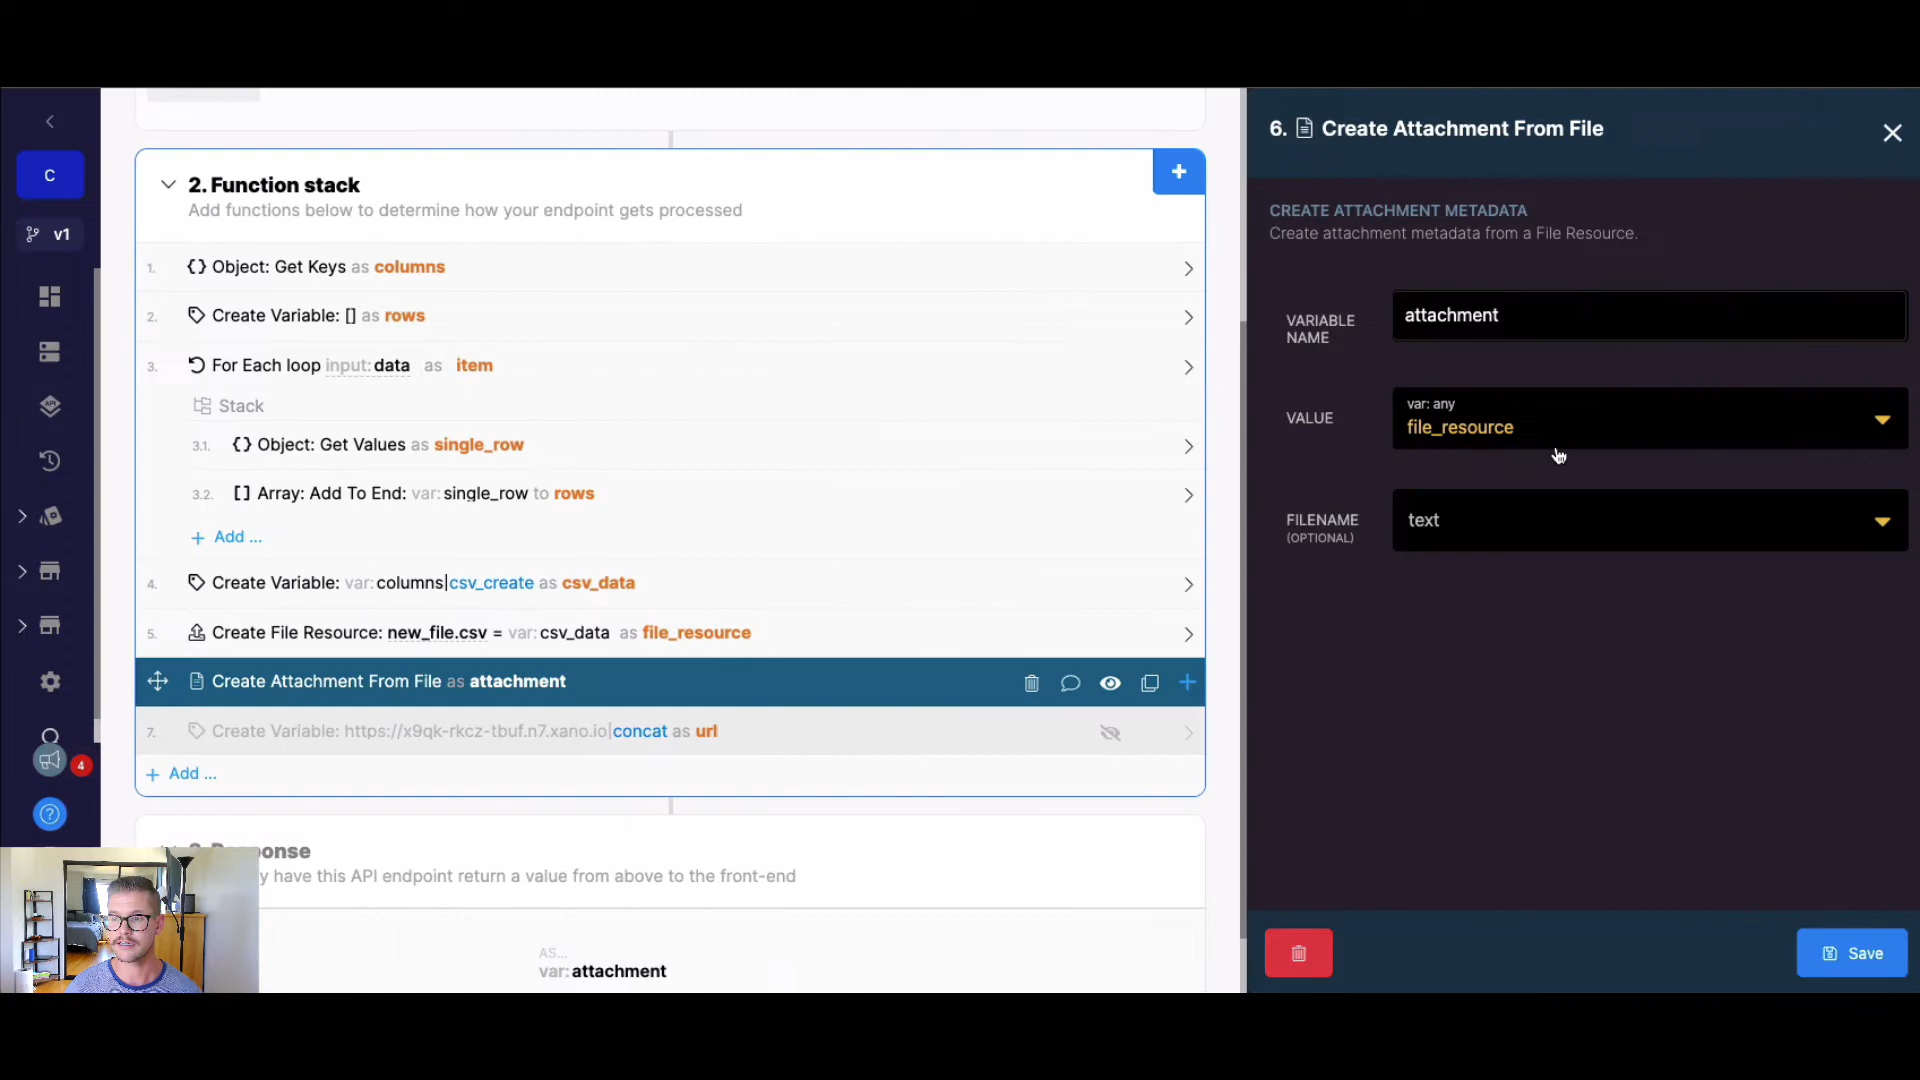 C
v1
4
2. Function stack
Add functions below to determine how your endpoint gets processed
1. {} Object: Get Keys as columns
2. Create Variable: [] as rows
3. For Each loop input: data as item
Stack
3.1. {} Object: Get Values as single_row
3.2. [] Array: Add To End: var: single_row to rows
+ Add ...
4. Create Variable: var: columns|csv_create as csv_data
5. Create File Resource: new_file.csv = var: csv_data as file_resource
Create Attachment From File as attachment
7. Create Variable: https://x9qk-rkcz-tbuf.n7.xano.io|concat as url
+ Add ...
y have this API endpoint return a value from above to the front-end
AS...
var: attachment
6. Create Attachment From File
CREATE ATTACHMENT METADATA
Create attachment metadata from a File Resource.
VARIABLE
NAME
attachment
VALUE
var: any
file_resource
FILENAME
(OPTIONAL)
text
Save